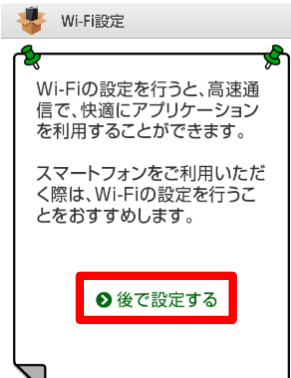 Wi-Fi設定
Wi-Fiの設定を行うと、高速通
信で、快適にアプリケーション
を利用することができます。
スマートフォンをご利用いただ
く際は、Wi-Fiの設定を行うこ
とをおすすめします。
後で設定する